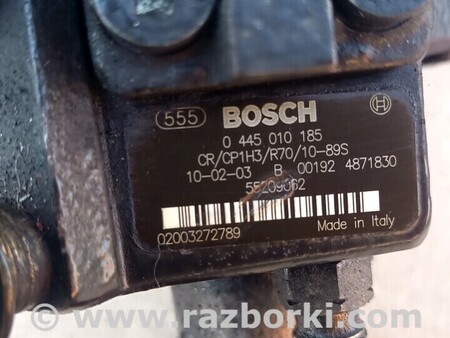 555 BOSCH
0 445 010 185
CR/CP1H3/R70/10-89S
10-02-03 B 00192 4871830
55209062
02003272789 Made in Italy
www.razborki.com